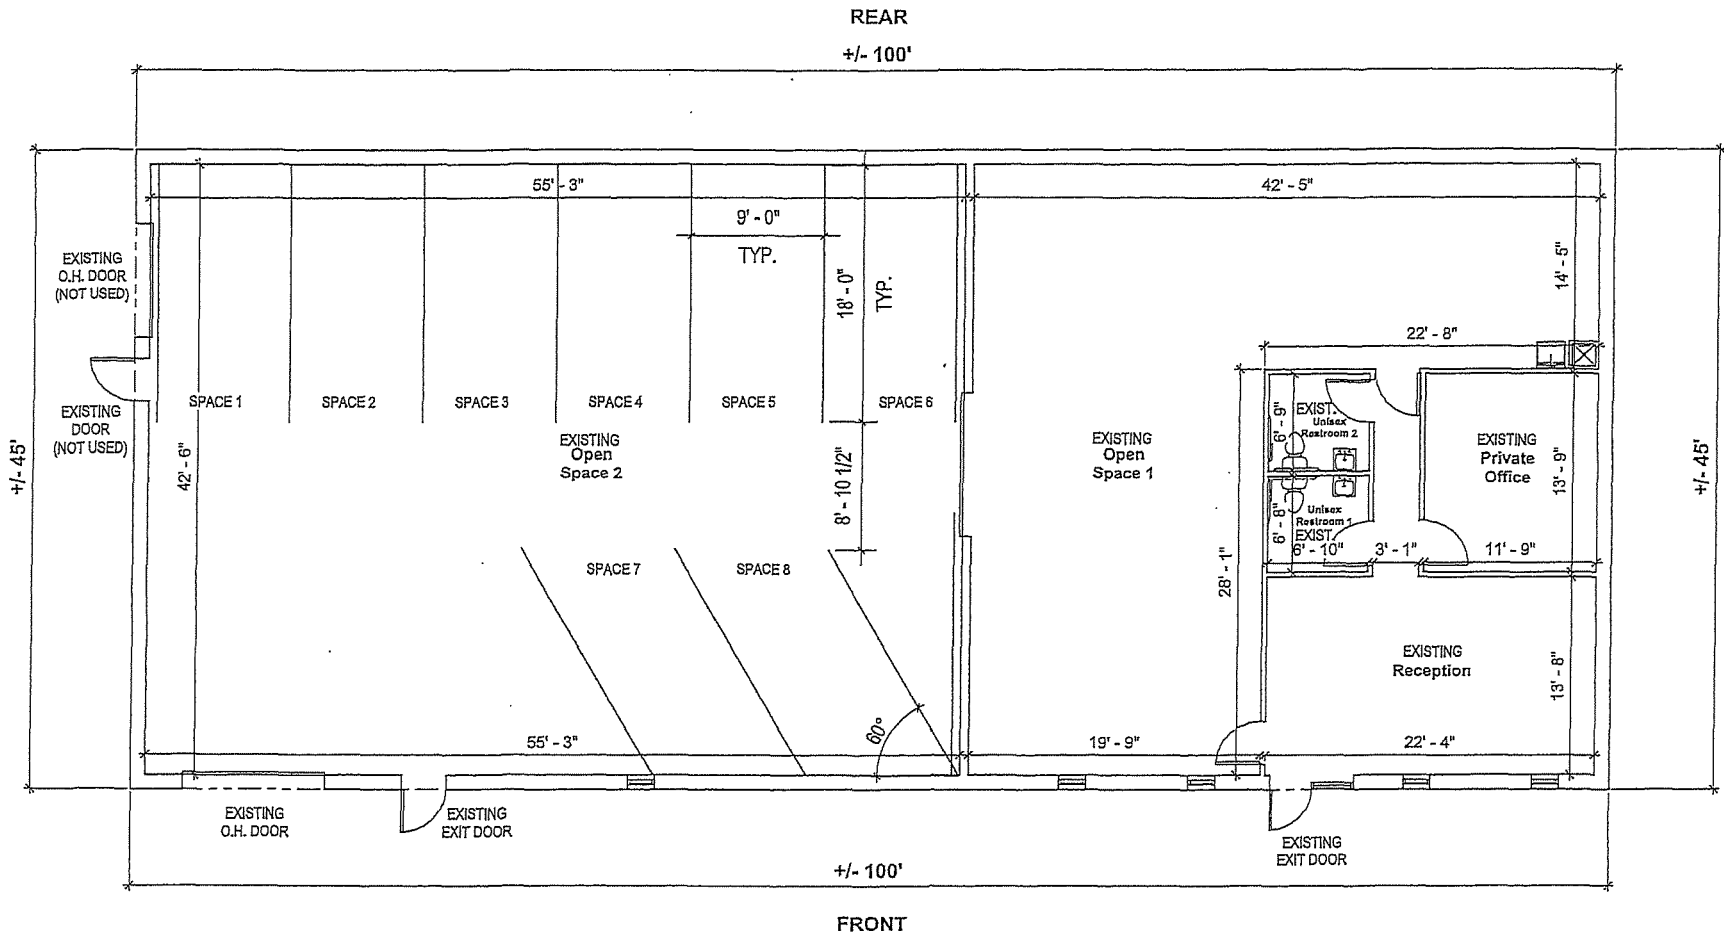 REAR
+/- 100'
55' - 3"
42' - 5"
9' - 0"
TYP.
18' - 0"
TYP.
14' - 5"
EXISTING
O.H. DOOR
(NOT USED)
22' - 8"
EXISTING
DOOR
(NOT USED)
SPACE 1
SPACE 2
SPACE 3
SPACE 4
SPACE 5
SPACE 6
+/- 45'
42' - 6"
EXISTING
Open
Space 2
8' - 10 1/2"
EXISTING
Open
Space 1
6' - 9"
EXIST.
Unisex
Restroom 2
EXISTING
Private
Office
13' - 9"
+/- 45'
6' - 8"
Unisex
Restroom 1
EXIST.
6' - 10"
3' - 1"
11' - 9"
SPACE 7
SPACE 8
28' - 1"
EXISTING
Reception
13' - 8"
60°
55' - 3"
19' - 9"
22' - 4"
EXISTING
O.H. DOOR
EXISTING
EXIT DOOR
EXISTING
EXIT DOOR
+/- 100'
FRONT